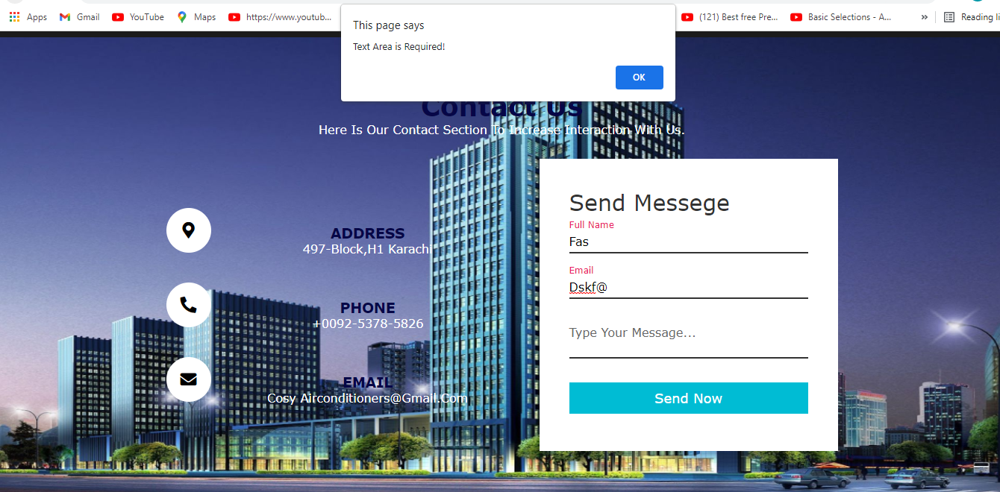 Apps Gmail YouTube Maps https://www.youtub... (121) Best free Pre... Basic Selections - A... » Reading li
This page says
Text Area is Required!
OK
Contact Us
Here Is Our Contact Section To Increase Interaction With Us.
ADDRESS
497-Block,H1 Karachi
PHONE
+0092-5378-5826
EMAIL
Cosy Airconditioners@Gmail.Com
Send Messege
Full Name
Fas
Email
Dskf@
Type Your Message...
Send Now